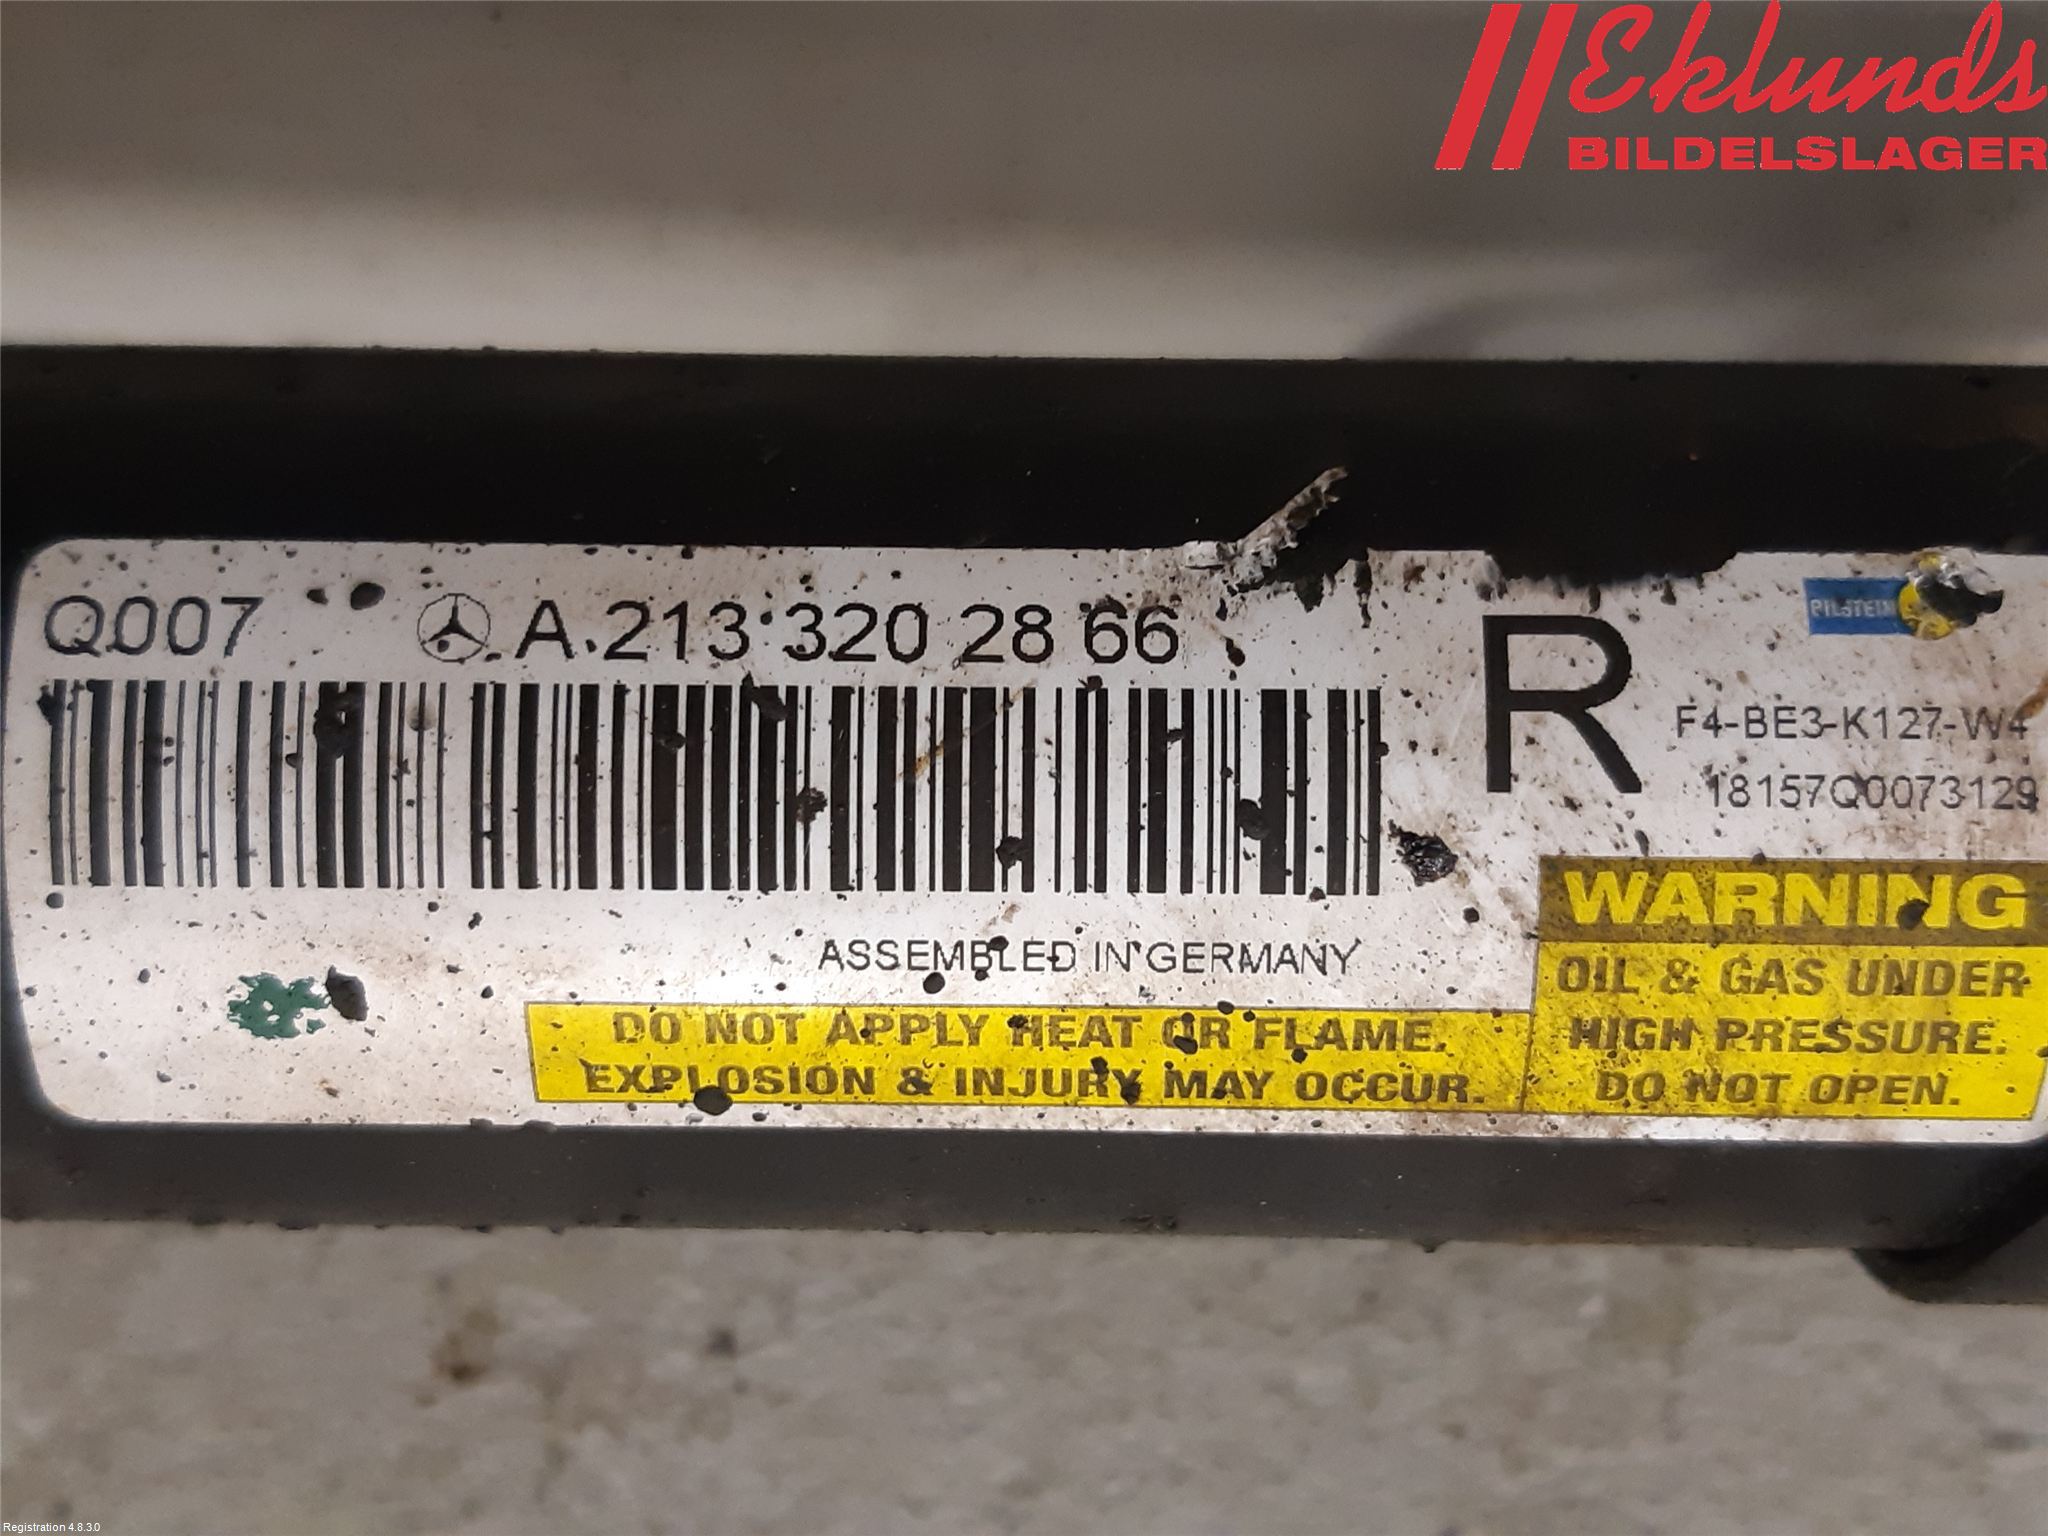 Eklunds
BILDELSLAGER
Q007 A 213 320 28 66
R
PILSTEIN
F4-BE3-K127-W4
18157Q0073129
WARNING
OIL & GAS UNDER
HIGH PRESSURE.
DO NOT OPEN.
ASSEMBLED IN GERMANY
DO NOT APPLY HEAT OR FLAME.
EXPLOSION & INJURY MAY OCCUR.
Registration 4.8.3.0